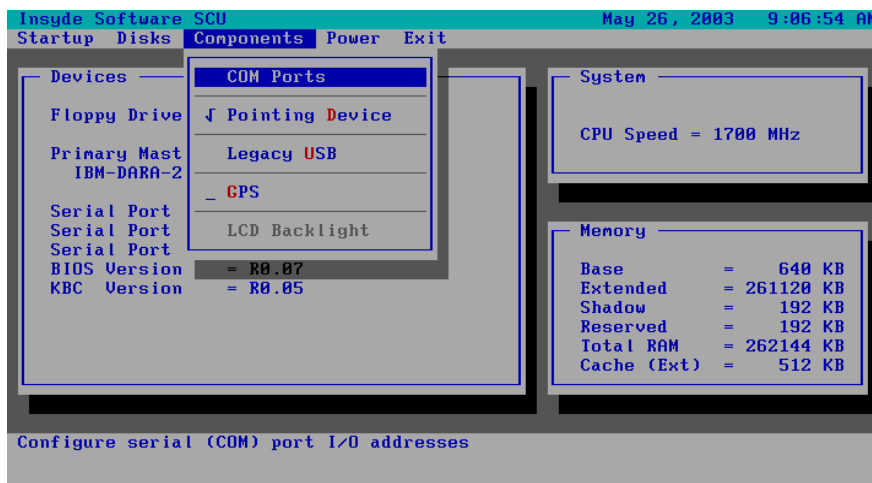 Insyde Software SCU May 26, 2003 9:06:54 AM
Startup Disks Components Power Exit
Devices
Floppy Drive
Primary Mast
IBM-DARA-2
Serial Port
Serial Port
Serial Port
BIOS Version = R0.07
KBC Version = R0.05
COM Ports
√ Pointing Device
Legacy USB
_ GPS
LCD Backlight
System
CPU Speed = 1700 MHz
Memory
Base = 640 KB
Extended = 261120 KB
Shadow = 192 KB
Reserved = 192 KB
Total RAM = 262144 KB
Cache (Ext) = 512 KB
Configure serial (COM) port I/O addresses